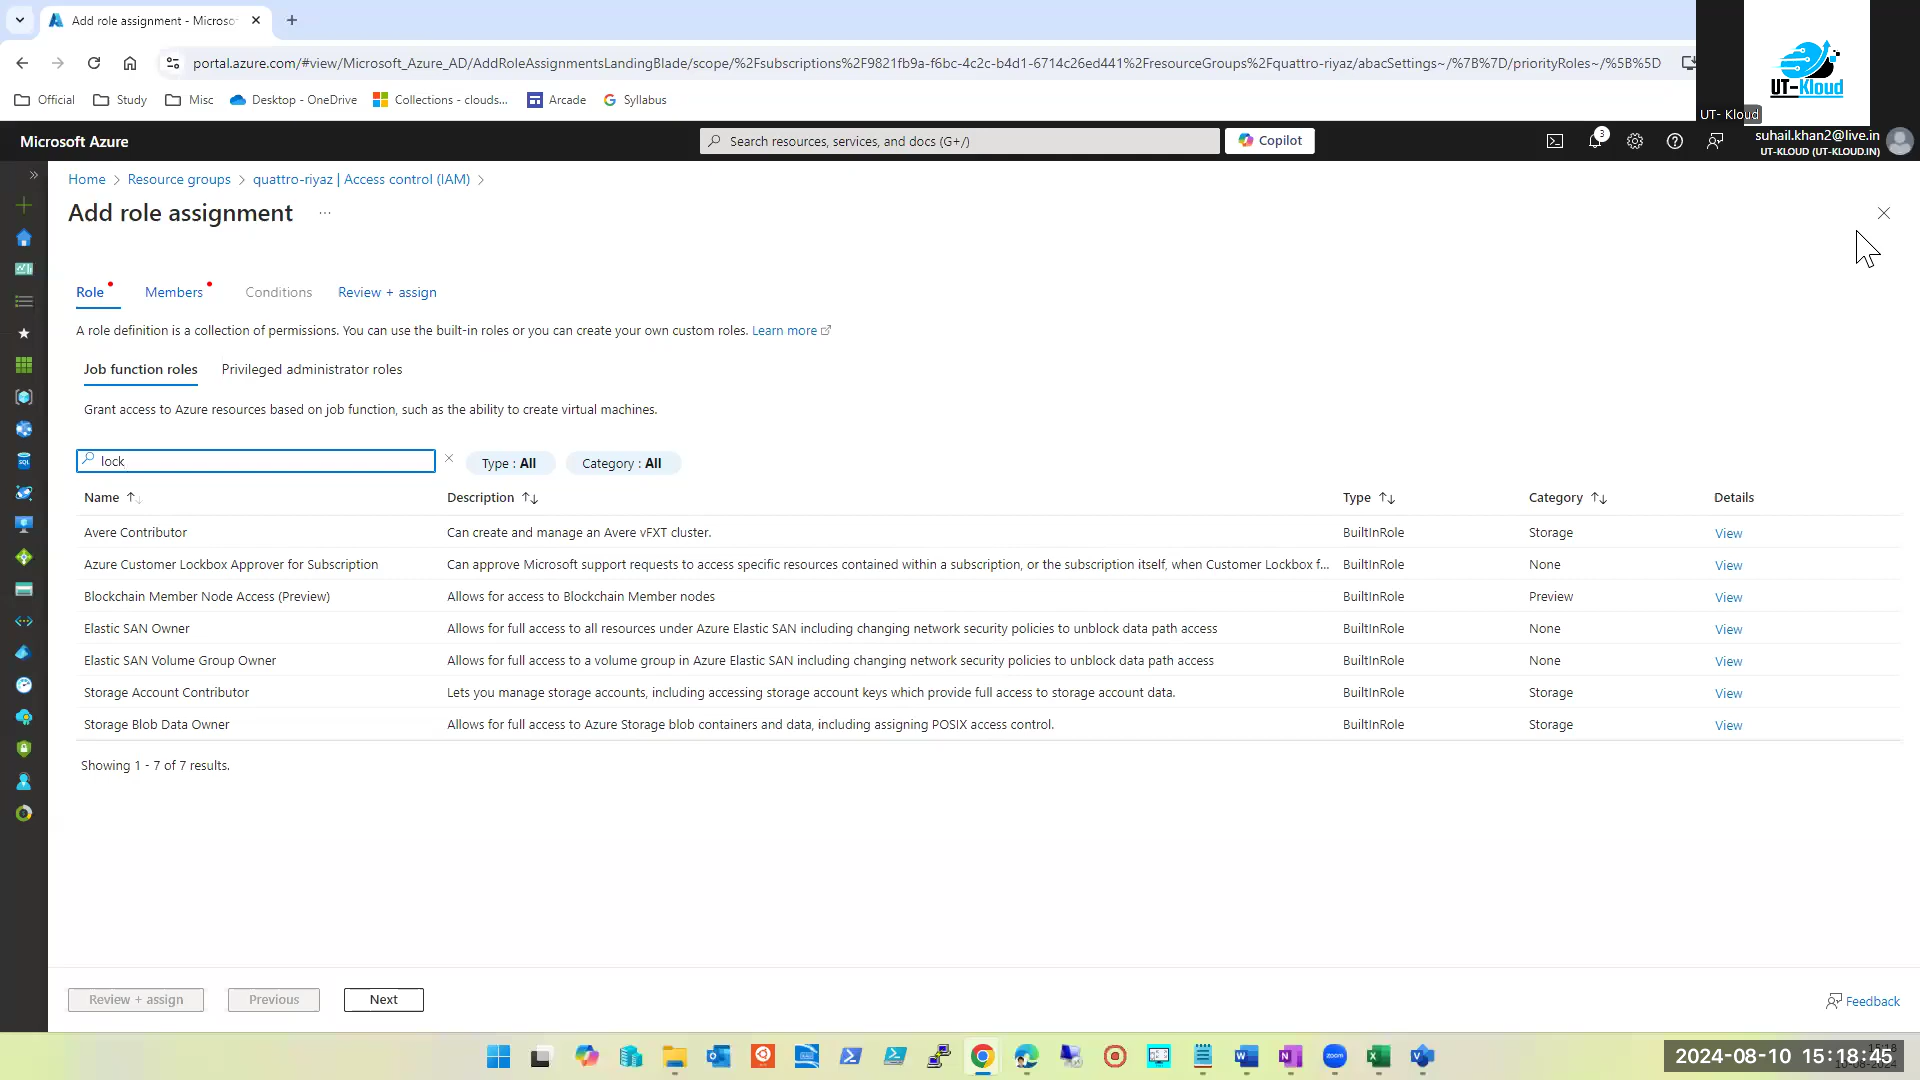 Add role assignment - Microso
portal.azure.com/#view/Microsoft_Azure_AD/AddRoleAssignmentsLandingBlade/scope/%2Fsubscriptions%2F9821fb9a-f6bc-4c2c-b4d1-6714c26ed441%2FresourceGroups%2Fquattro-riyaz/abacSettings~/%7B%7D/priorityRoles~/%5B%5D
Official Study Misc Desktop - OneDrive Collections - clouds... Arcade Syllabus
UT-Kloud
UT- Kloud
Microsoft Azure
Search resources, services, and docs (G+/)
Copilot
3
suhail.khan2@live.in
UT-KLOUD (UT-KLOUD.IN)
Home > Resource groups > quattro-riyaz | Access control (IAM) >
Add role assignment ...
Role Members Conditions Review + assign
A role definition is a collection of permissions. You can use the built-in roles or you can create your own custom roles. Learn more
Job function roles Privileged administrator roles
Grant access to Azure resources based on job function, such as the ability to create virtual machines.
lock
Type : All Category : All
Name Description Type Category Details
Avere Contributor Can create and manage an Avere vFXT cluster. BuiltInRole Storage View
Azure Customer Lockbox Approver for Subscription Can approve Microsoft support requests to access specific resources contained within a subscription, or the subscription itself, when Customer Lockbox f... BuiltInRole None View
Blockchain Member Node Access (Preview) Allows for access to Blockchain Member nodes BuiltInRole Preview View
Elastic SAN Owner Allows for full access to all resources under Azure Elastic SAN including changing network security policies to unblock data path access BuiltInRole None View
Elastic SAN Volume Group Owner Allows for full access to a volume group in Azure Elastic SAN including changing network security policies to unblock data path access BuiltInRole None View
Storage Account Contributor Lets you manage storage accounts, including accessing storage account keys which provide full access to storage account data. BuiltInRole Storage View
Storage Blob Data Owner Allows for full access to Azure Storage blob containers and data, including assigning POSIX access control. BuiltInRole Storage View
Showing 1 - 7 of 7 results.
Review + assign Previous Next
Feedback
2024-08-10 15:18:45